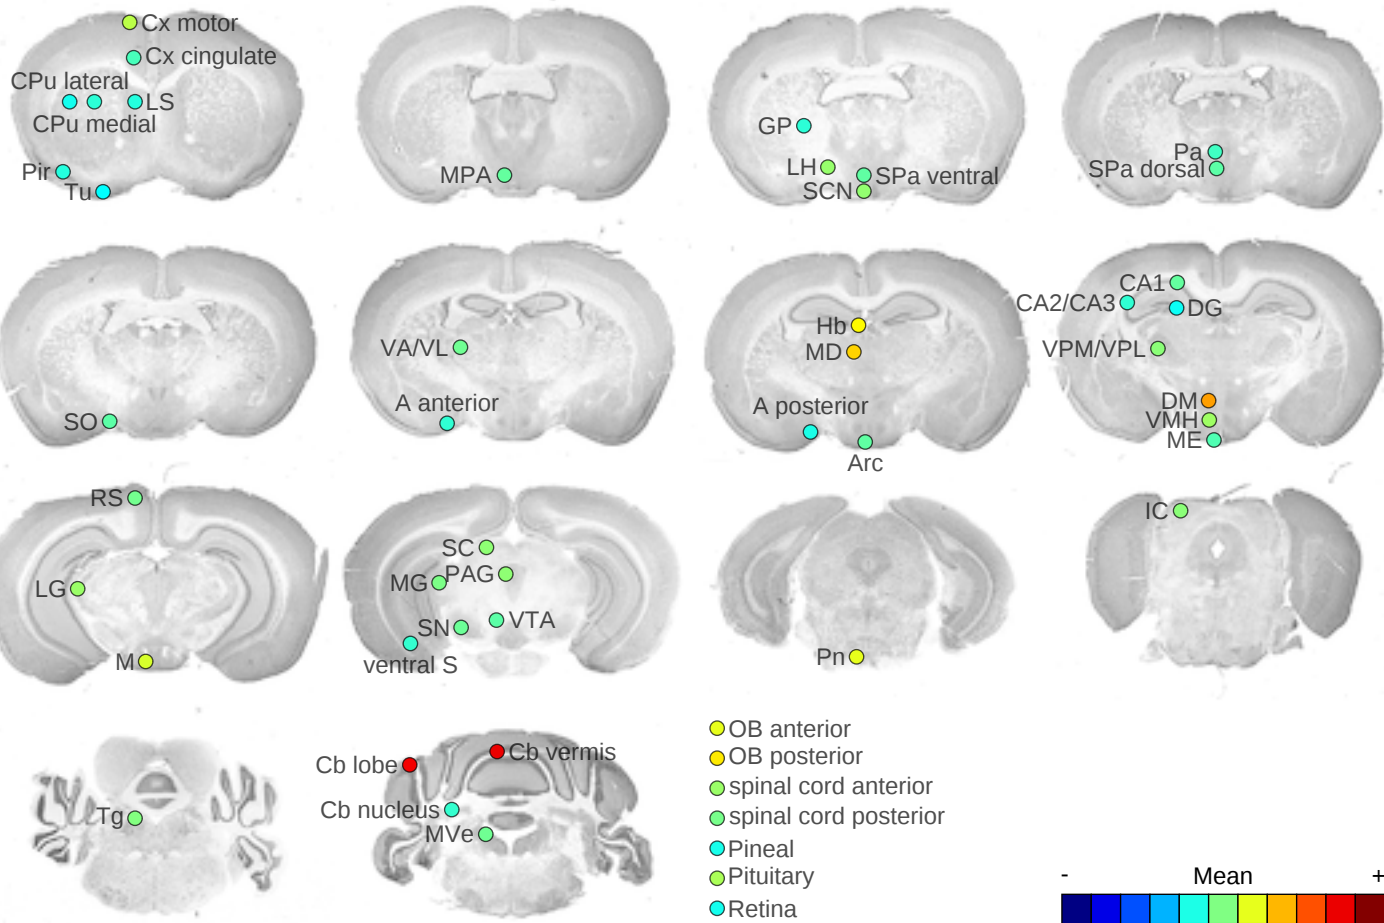 Cx motor
Cx cingulate
CPu lateral
LS
CPu medial
Pir
Tu
MPA
GP
LH
SPa ventral
SCN
Pa
SPa dorsal
SO
VA/VL
A anterior
Hb
MD
A posterior
Arc
CA1
CA2/CA3
DG
VPM/VPL
DM
VMH
ME
RS
LG
M
SC
MG
PAG
SN
VTA
ventral S
Pn
IC
Tg
Cb lobe
Cb vermis
Cb nucleus
MVe
OB anterior
OB posterior
spinal cord anterior
spinal cord posterior
Pineal
Pituitary
Retina
- Mean +